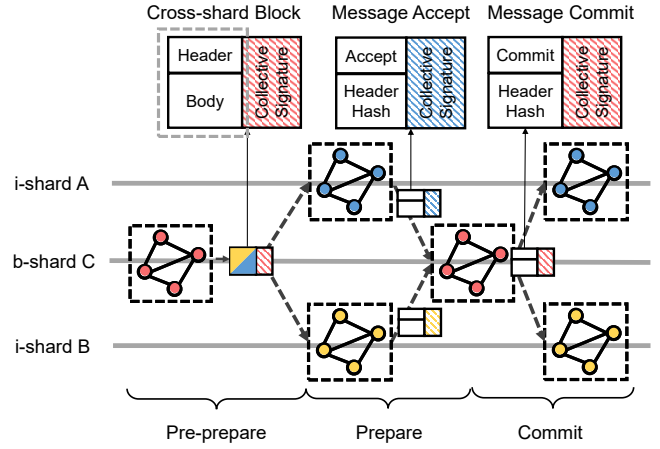 Cross-shard Block
Message Accept
Message Commit
Header
Body
Collective
Signature
Accept
Header
Hash
Collective
Signature
Commit
Header
Hash
Collective
Signature
i-shard A
b-shard C
i-shard B
Pre-prepare
Prepare
Commit